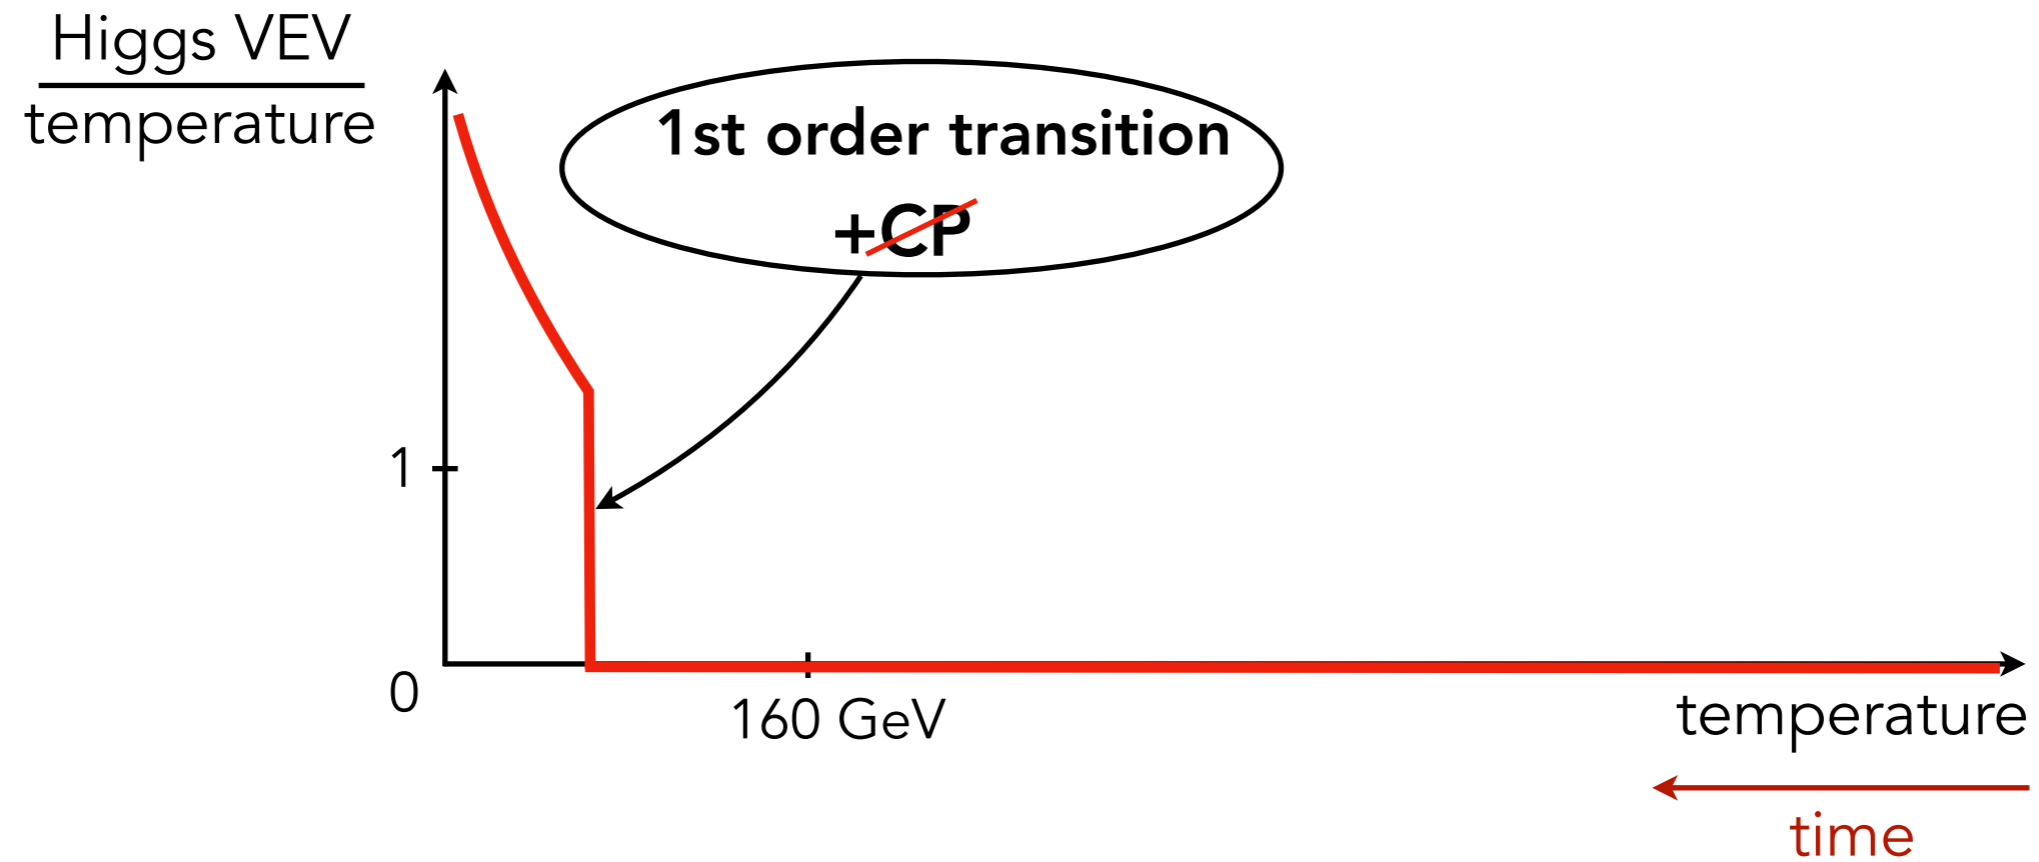 Higgs VEV
temperature
1st order transition
+CP
1
0
160 GeV
temperature
time